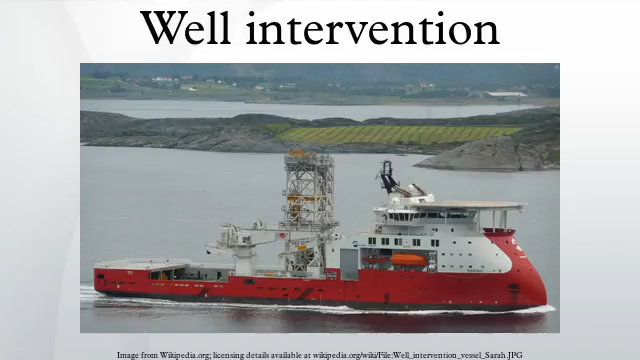 Well intervention
Image from Wikipedia.org; licensing details available at wikipedia.org/wiki/File:Well_intervention_vessel_Sarah.JPG